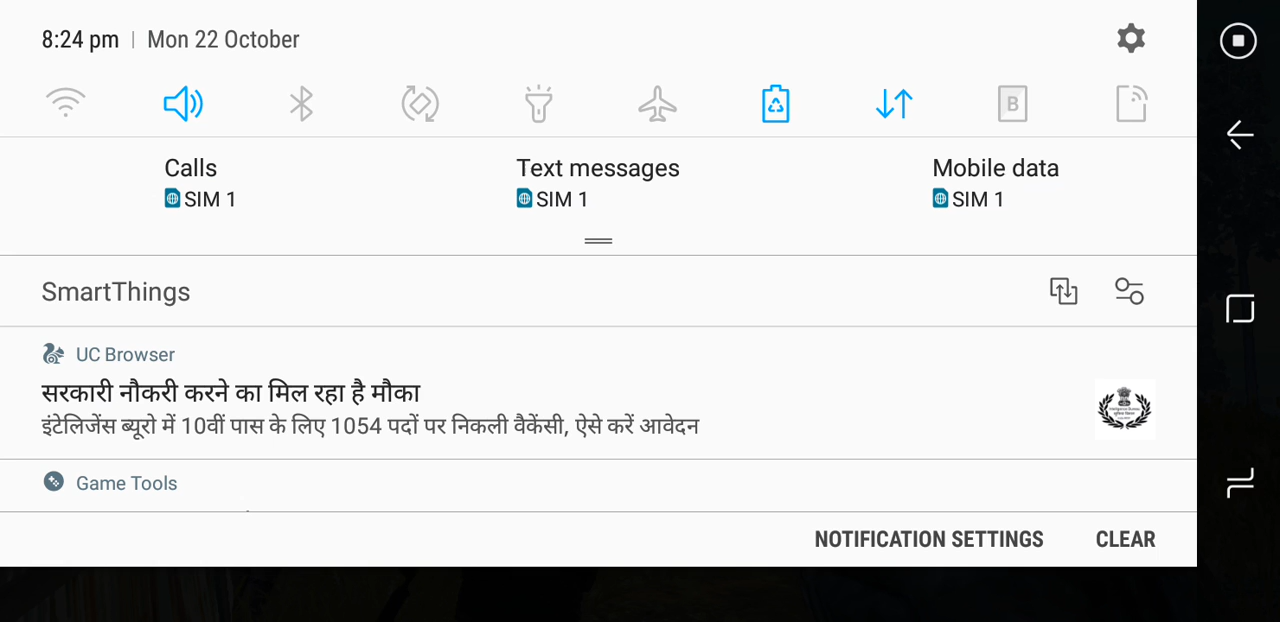 8:24 pm | Mon 22 October
B
Calls
SIM 1
Text messages
SIM 1
Mobile data
SIM 1
SmartThings
UC Browser
सरकारी नौकरी करने का मिल रहा है मौका
इंटेलिजेंस ब्यूरो में 10वीं पास के लिए 1054 पदों पर निकली वैकेंसी, ऐसे करें आवेदन
Game Tools
NOTIFICATION SETTINGS
CLEAR